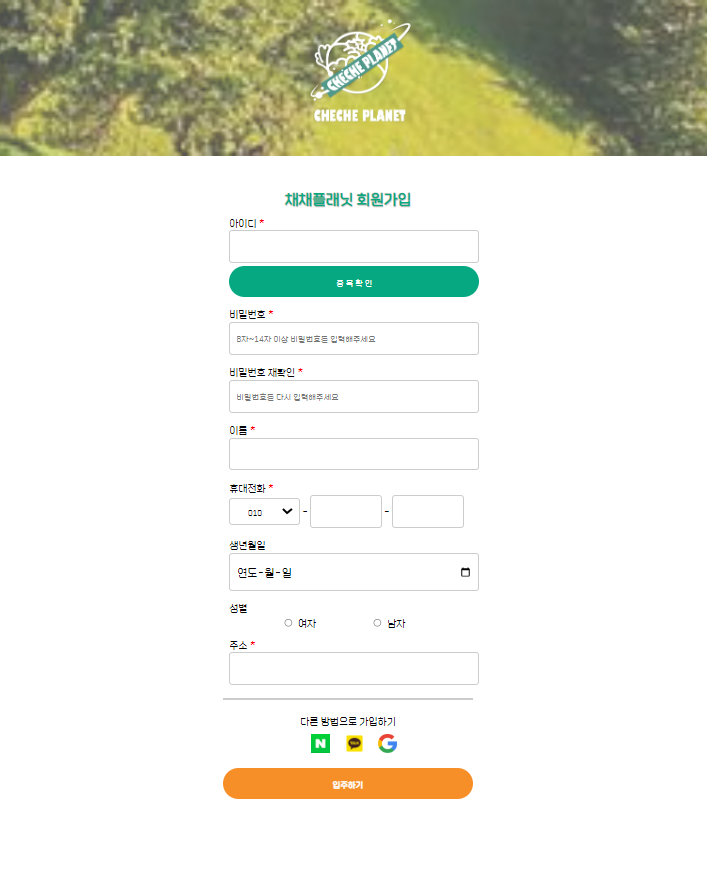 CHECHE PLANET
CHECHE PLANET
채채플래닛 회원가입
아이디 *
중복확인
비밀번호 *
8자~14자 이상 비밀번호를 입력해주세요
비밀번호 재확인 *
비밀번호를 다시 입력해주세요
이름 *
휴대전화 *
010 - -
생년월일
연도-월-일
성별
여자 남자
주소 *
다른 방법으로 가입하기
N TALK G
입주하기